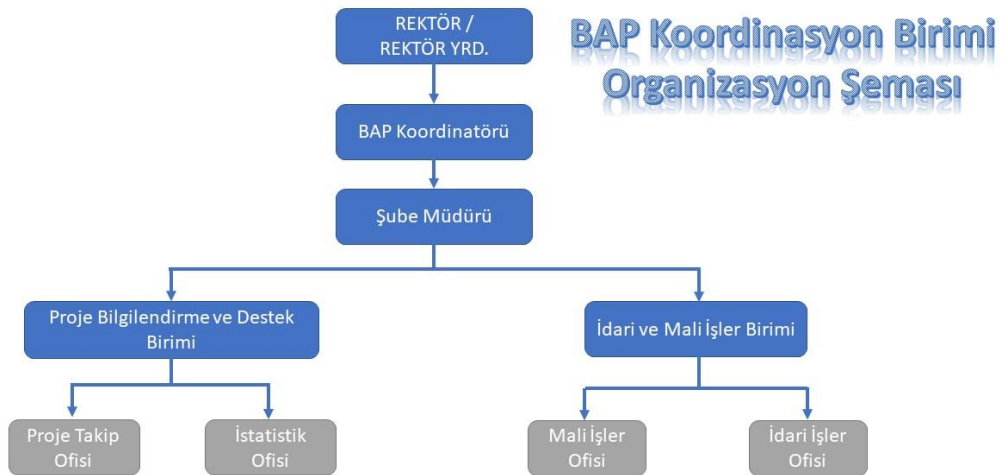 BAP Koordinasyon Birimi
Organizasyon Şeması
REKTÖR /
REKTÖR YRD.
BAP Koordinatörü
Şube Müdürü
Proje Bilgilendirme ve Destek
Birimi
İdari ve Mali İşler Birimi
Proje Takip
Ofisi
İstatistik
Ofisi
Mali İşler
Ofisi
İdari İşler
Ofisi